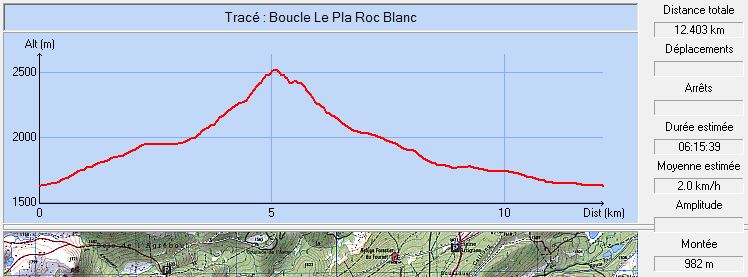 Tracé : Boucle Le Pla Roc Blanc
Alt (m)
2500
2000
1500
0
5
10
Dist (km)
Distance totale
12.403 km
Déplacements
Arrêts
Durée estimée
06:15:39
Moyenne estimée
2.0 km/h
Amplitude
Montée
982 m